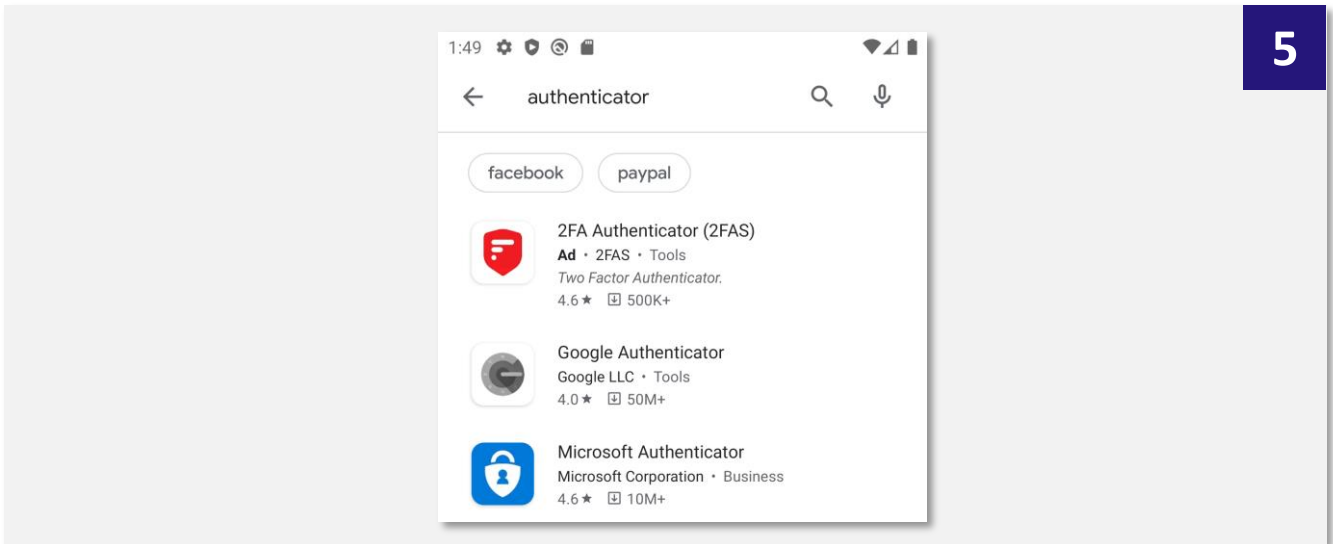 5
1:49
authenticator
facebook paypal
2FA Authenticator (2FAS)
Ad • 2FAS • Tools
Two Factor Authenticator.
4.6★ 500K+
Google Authenticator
Google LLC • Tools
4.0★ 50M+
Microsoft Authenticator
Microsoft Corporation • Business
4.6★ 10M+